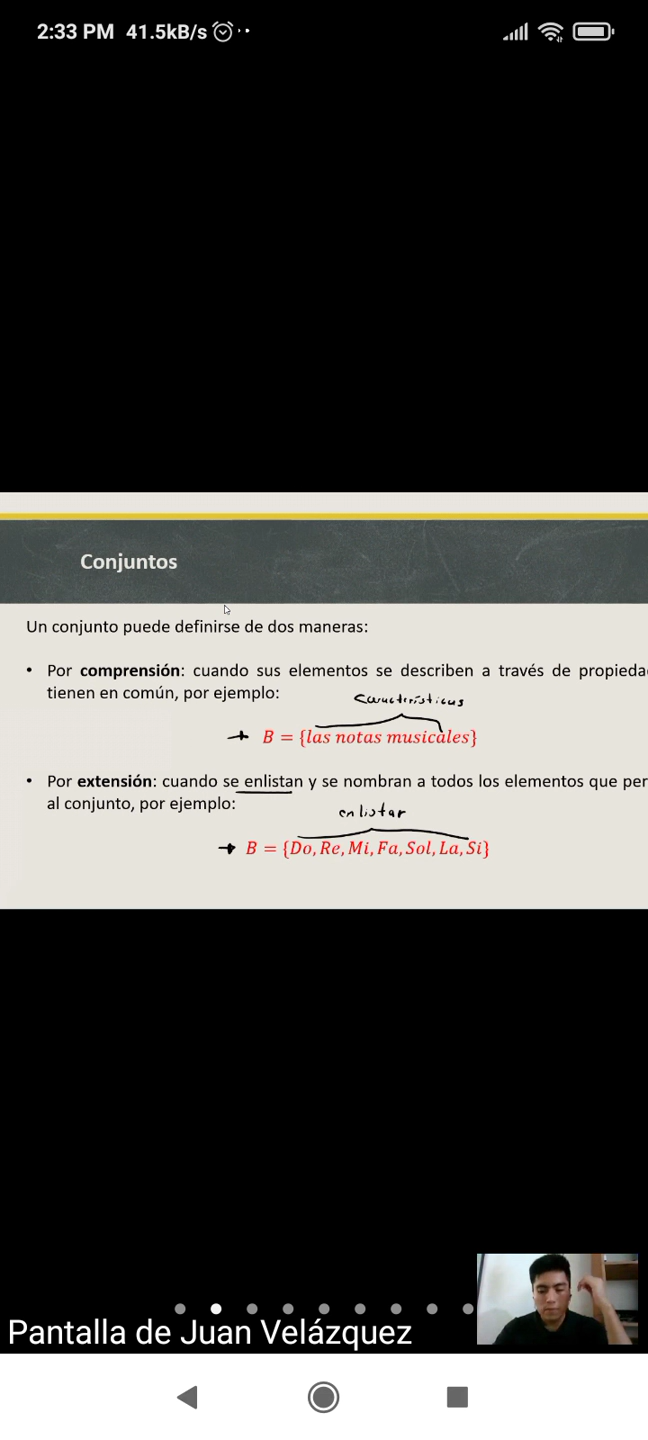 2:33 PM 41.5kB/s
Conjuntos
Un conjunto puede definirse de dos maneras:
• Por comprensión: cuando sus elementos se describen a través de propieda
tienen en común, por ejemplo:
características
B = {las notas musicales}
• Por extensión: cuando se enlistan y se nombran a todos los elementos que per
al conjunto, por ejemplo:
enlistar
B = {Do, Re, Mi, Fa, Sol, La, Si}
Pantalla de Juan Velázquez